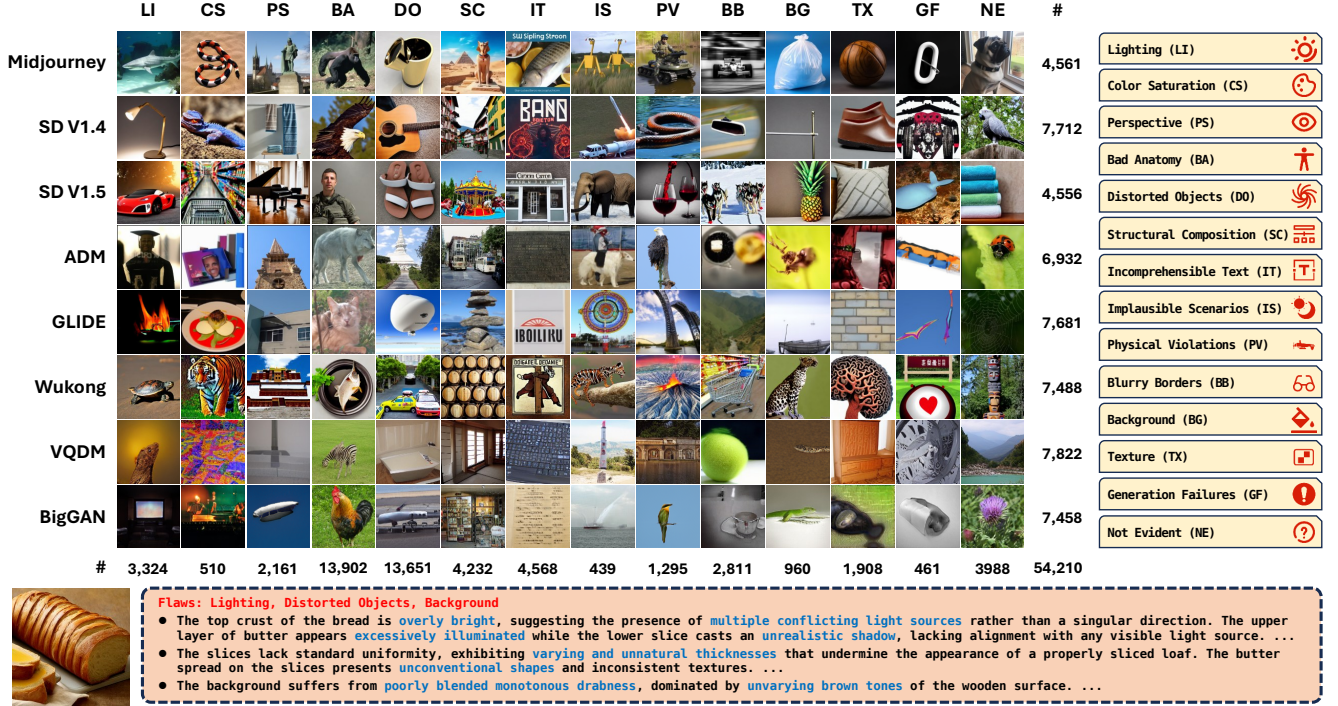 LI CS PS BA DO SC IT IS PV BB BG TX GF NE #
Midjourney 4,561
SW Sipling Stroon
SD V1.4 7,712
BAND
SD V1.5 4,556
ADM 6,932
GLIDE 7,681
IBOILIKU
Wukong 7,488
VQDM 7,822
BigGAN 7,458
# 3,324 510 2,161 13,902 13,651 4,232 4,568 439 1,295 2,811 960 1,908 461 3988 54,210
Lighting (LI)
Color Saturation (CS)
Perspective (PS)
Bad Anatomy (BA)
Distorted Objects (DO)
Structural Composition (SC)
Incomprehensible Text (IT)
T
Implausible Scenarios (IS)
Physical Violations (PV)
Blurry Borders (BB)
Background (BG)
Texture (TX)
Generation Failures (GF)
Not Evident (NE)
Flaws: Lighting, Distorted Objects, Background
● The top crust of the bread is overly bright, suggesting the presence of multiple conflicting light sources rather than a singular direction. The upper
layer of butter appears excessively illuminated while the lower slice casts an unrealistic shadow, lacking alignment with any visible light source. ...
● The slices lack standard uniformity, exhibiting varying and unnatural thicknesses that undermine the appearance of a properly sliced loaf. The butter
spread on the slices presents unconventional shapes and inconsistent textures. ...
● The background suffers from poorly blended monotonous drabness, dominated by unvarying brown tones of the wooden surface. ...